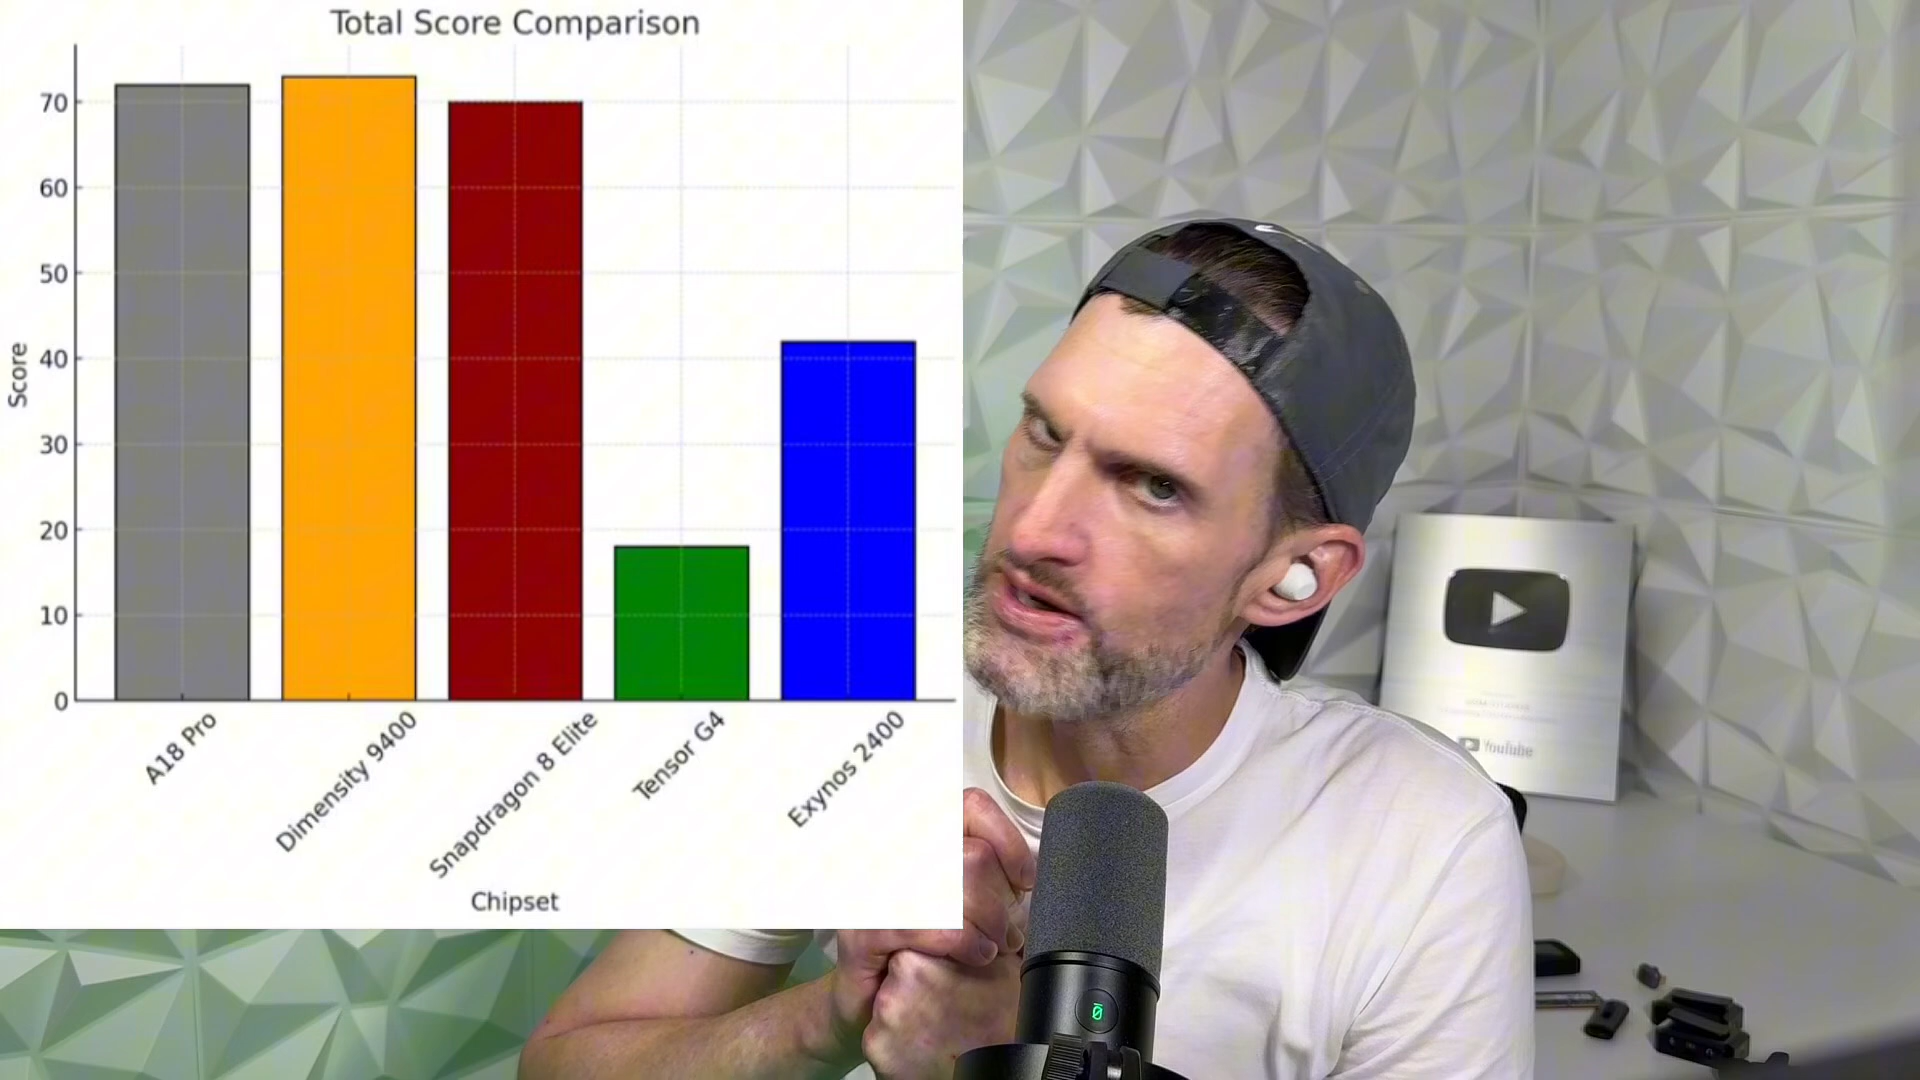 Total Score Comparison
Score
70
60
50
40
30
20
10
0
A18 Pro
Dimensity 9400
Snapdragon 8 Elite
Tensor G4
Exynos 2400
Chipset
YouTube